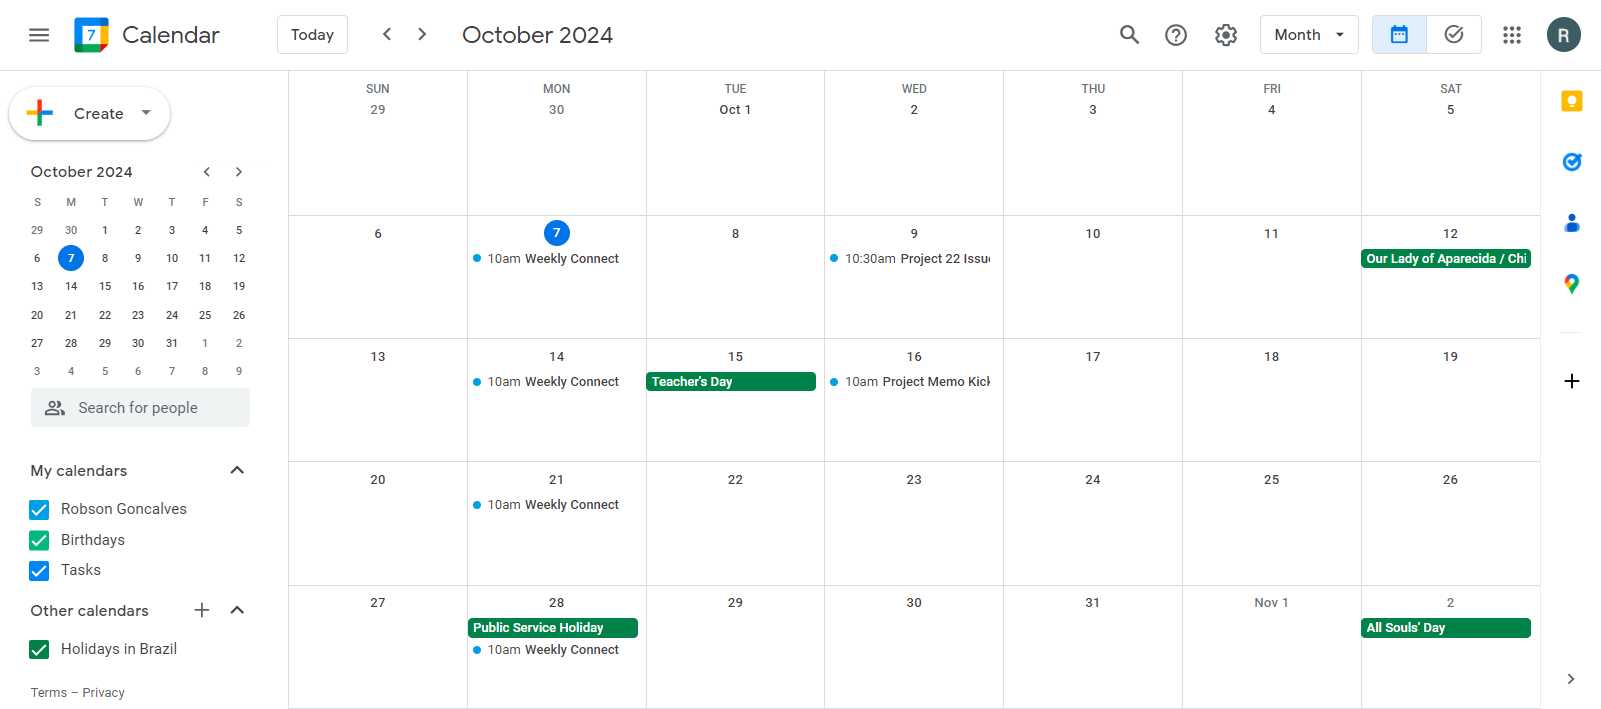 7 Calendar Today October 2024 Month R
Create
October 2024
S M T W T F S
29 30 1 2 3 4 5
6 7 8 9 10 11 12
13 14 15 16 17 18 19
20 21 22 23 24 25 26
27 28 29 30 31 1 2
3 4 5 6 7 8 9
Search for people
My calendars
Robson Goncalves
Birthdays
Tasks
Other calendars
Holidays in Brazil
Terms – Privacy
SUN MON TUE WED THU FRI SAT
29 30 Oct 1 2 3 4 5
6 7 8 9 10 11 12
10am Weekly Connect 10:30am Project 22 Issu Our Lady of Aparecida / Chi
13 14 15 16 17 18 19
10am Weekly Connect Teacher's Day 10am Project Memo Kick
20 21 22 23 24 25 26
10am Weekly Connect
27 28 29 30 31 Nov 1 2
Public Service Holiday All Souls' Day
10am Weekly Connect